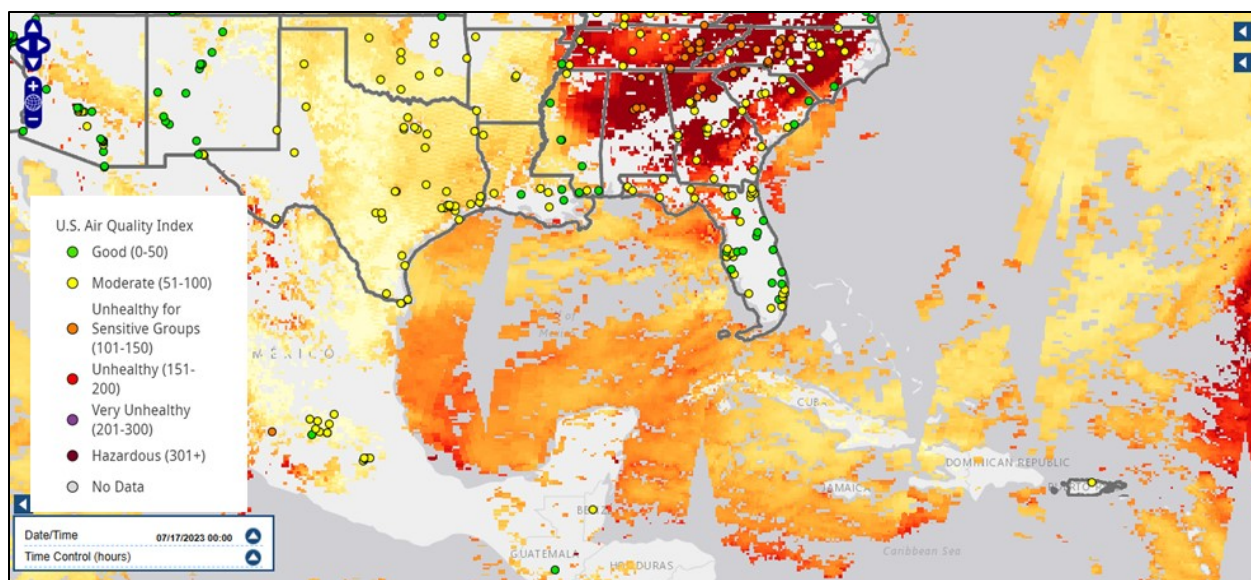 U.S. Air Quality Index
Good (0-50)
Moderate (51-100)
Unhealthy for
Sensitive Groups
(101-150)
Unhealthy (151-
200)
Very Unhealthy
(201-300)
Hazardous (301+)
No Data
Date/Time 07/17/2023 00:00
Time Control (hours)
MÉXICO
CUBA
DOMINICAN REPUBLIC
JAMAICA
GUATEMALA
HONDURAS
Caribbean Sea